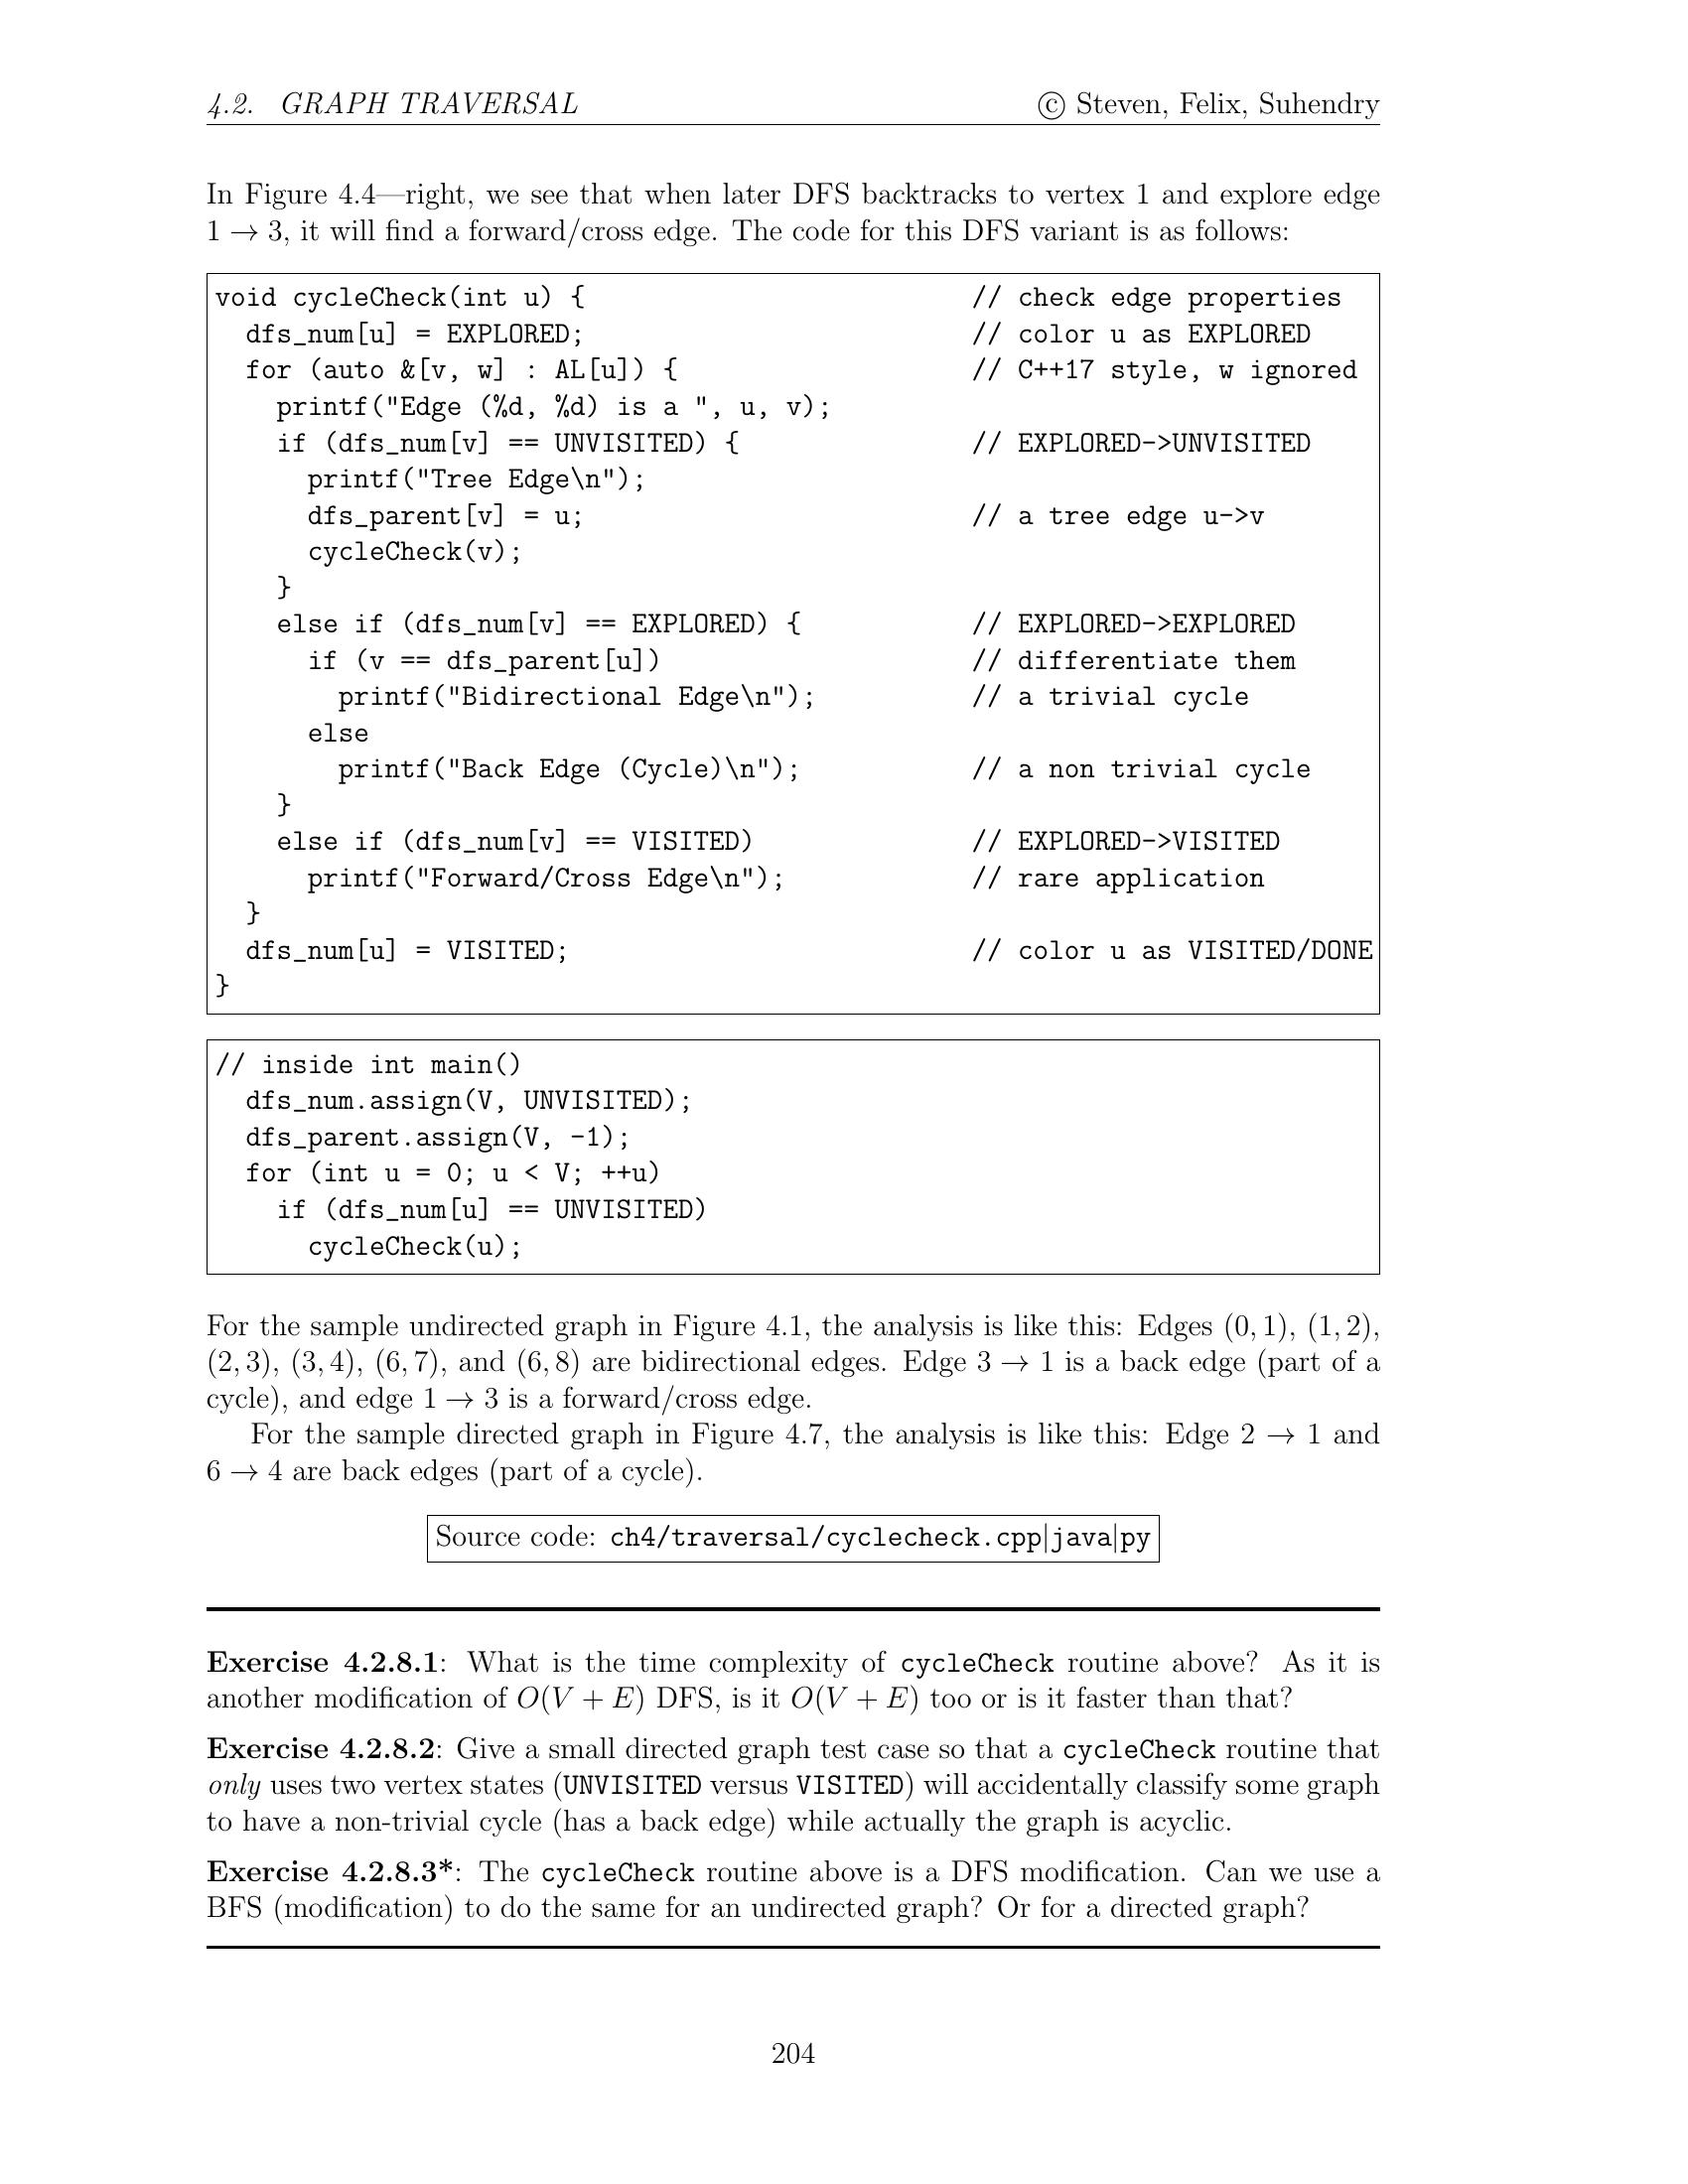 4.2. GRAPH TRAVERSAL © Steven, Felix, Suhendry
In Figure 4.4—right, we see that when later DFS backtracks to vertex 1 and explore edge
1 → 3, it will find a forward/cross edge. The code for this DFS variant is as follows:
void cycleCheck(int u) { // check edge properties
  dfs_num[u] = EXPLORED; // color u as EXPLORED
  for (auto &[v, w] : AL[u]) { // C++17 style, w ignored
    printf("Edge (%d, %d) is a ", u, v);
    if (dfs_num[v] == UNVISITED) { // EXPLORED->UNVISITED
      printf("Tree Edge\n");
      dfs_parent[v] = u; // a tree edge u->v
      cycleCheck(v);
    }
    else if (dfs_num[v] == EXPLORED) { // EXPLORED->EXPLORED
      if (v == dfs_parent[u]) // differentiate them
        printf("Bidirectional Edge\n"); // a trivial cycle
      else
        printf("Back Edge (Cycle)\n"); // a non trivial cycle
    }
    else if (dfs_num[v] == VISITED) // EXPLORED->VISITED
      printf("Forward/Cross Edge\n"); // rare application
  }
  dfs_num[u] = VISITED; // color u as VISITED/DONE
}
// inside int main()
  dfs_num.assign(V, UNVISITED);
  dfs_parent.assign(V, -1);
  for (int u = 0; u < V; ++u)
    if (dfs_num[u] == UNVISITED)
      cycleCheck(u);
For the sample undirected graph in Figure 4.1, the analysis is like this: Edges (0, 1), (1, 2),
(2, 3), (3, 4), (6, 7), and (6, 8) are bidirectional edges. Edge 3 → 1 is a back edge (part of a
cycle), and edge 1 → 3 is a forward/cross edge.
For the sample directed graph in Figure 4.7, the analysis is like this: Edge 2 → 1 and
6 → 4 are back edges (part of a cycle).
Source code: ch4/traversal/cyclecheck.cpp|java|py
Exercise 4.2.8.1: What is the time complexity of cycleCheck routine above? As it is
another modification of O(V + E) DFS, is it O(V + E) too or is it faster than that?
Exercise 4.2.8.2: Give a small directed graph test case so that a cycleCheck routine that
only uses two vertex states (UNVISITED versus VISITED) will accidentally classify some graph
to have a non-trivial cycle (has a back edge) while actually the graph is acyclic.
Exercise 4.2.8.3*: The cycleCheck routine above is a DFS modification. Can we use a
BFS (modification) to do the same for an undirected graph? Or for a directed graph?
204